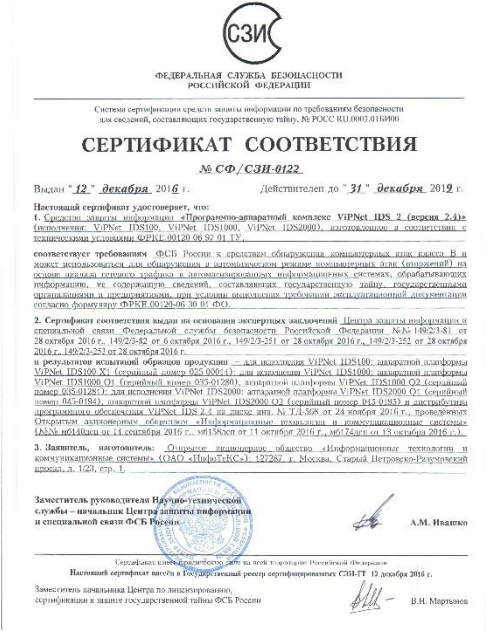 СЗИ
ФЕДЕРАЛЬНАЯ СЛУЖБА БЕЗОПАСНОСТИ
РОССИЙСКОЙ ФЕДЕРАЦИИ
Система сертификации средств защиты информации по требованиям безопасности
для сведений, составляющих государственную тайну, № РОСС RU.0003.01БИ00
СЕРТИФИКАТ СООТВЕТСТВИЯ
№ СФ/СЗИ-0122
Выдан "12" декабря 2016 г. Действителен до "31" декабря 2019 г.
Настоящий сертификат удостоверяет, что:
1. Средство защиты информации «Программно-аппаратный комплекс ViPNet IDS 2 (версия 2.4)»
(исполнения: ViPNet IDS100, ViPNet IDS1000, ViPNet IDS2000), изготовленное в соответствии с
техническими условиями ФРКЕ.00120-06 97 01 ТУ,
соответствует требованиям ФСБ России к средствам обнаружения компьютерных атак класса В и
может использоваться для обнаружения в автоматическом режиме компьютерных атак (вторжений) на
основе анализа сетевого трафика в автоматизированных информационных системах, обрабатывающих
информацию, не содержащую сведений, составляющих государственную тайну, государственными
организациями и предприятиями, при условии выполнения требований эксплуатационной документации
согласно формуляру ФРКЕ.00120-06 30 01 ФО.
2. Сертификат соответствия выдан на основании экспертных заключений Центра защиты информации и
специальной связи Федеральной службы безопасности Российской Федерации №№ 149/2/3-81 от
28 октября 2016 г., 149/2/3-82 от 6 октября 2016 г., 149/2/3-251 от 28 октября 2016 г., 149/2/3-252 от 28 октября
2016 г., 149/2/3-253 от 28 октября 2016 г.
и результатов испытаний образцов продукции – для исполнения ViPNet IDS100: аппаратной платформы
ViPNet IDS100 X1 (серийный номер 025-00014); для исполнения ViPNet IDS1000: аппаратной платформы
ViPNet IDS1000 Q1 (серийный номер 035-01280), аппаратной платформы ViPNet IDS1000 Q2 (серийный
номер 035-01281); для исполнения ViPNet IDS2000: аппаратной платформы ViPNet IDS2000 Q1 (серийный
номер 043-0194), аппаратной платформы ViPNet IDS2000 Q2 (серийный номер 043-0193) и дистрибутива
программного обеспечения ViPNet IDS 2.4 на диске инв. № ТД-568 от 24 ноября 2016 г., проведённых
Открытым акционерным обществом «Информационные технологии и коммуникационные системы»
(№№ мб140исп от 14 сентября 2016 г., мб158исп от 11 октября 2016 г., мб174исп от 13 октября 2016 г.).
3. Заявитель, изготовитель: Открытое акционерное общество «Информационные технологии и
коммуникационные системы» (ОАО «ИнфоТеКС»): 127287, г. Москва, Старый Петровско-Разумовский
проезд, д. 1/23, стр. 1.
Заместитель руководителя Научно-технической
службы – начальник Центра защиты информации
и специальной связи ФСБ России
А.М. Ивашко
Сертификат имеет юридическую силу на всей территории Российской Федерации
Настоящий сертификат внесён в Государственный реестр сертифицированных СЗИ-ГТ 12 декабря 2016 г.
Заместитель начальника Центра по лицензированию,
сертификации и защите государственной тайны ФСБ России
В.Н. Мартынов